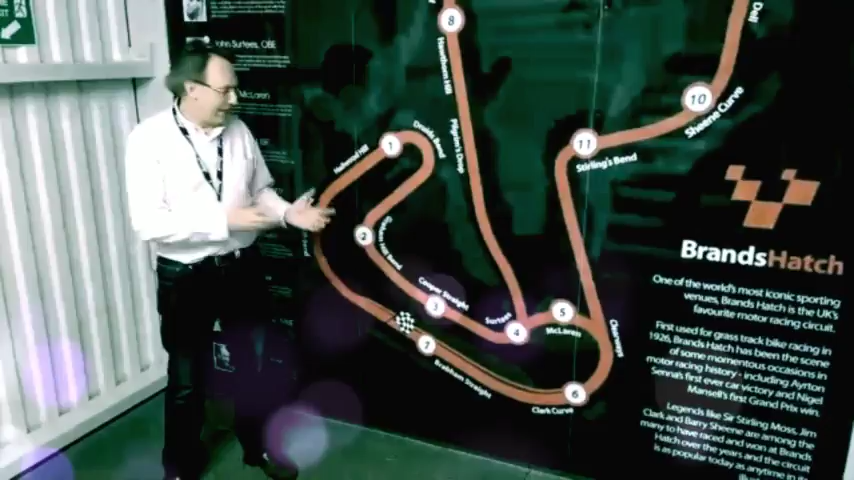 EXIT
John Surtees, OBE
McLaren
8
Hawthorn Hill
Pilgrim's Drop
10
Sheene Curve
11
Stirling's Bend
1
Druids Bend
Hailwood Hill
2
Graham Hill Bend
Cooper Straight
3
Surtees
4
5
McLaren
Clearways
7
Brabham Straight
6
Clark Curve
BrandsHatch
One of the world's most iconic sporting
venues, Brands Hatch is the UK's
favourite motor racing circuit.
First used for grass track bike racing in
1926, Brands Hatch has been the scene
of some momentous occasions in
motor racing history - including Ayrton
Senna's first ever car victory and Nigel
Mansell's first Grand Prix win.
Legends like Sir Stirling Moss, Jim
Clark and Barry Sheene are among the
many to have raced and won at Brands
Hatch over the years and the circuit
is as popular today as anytime in its